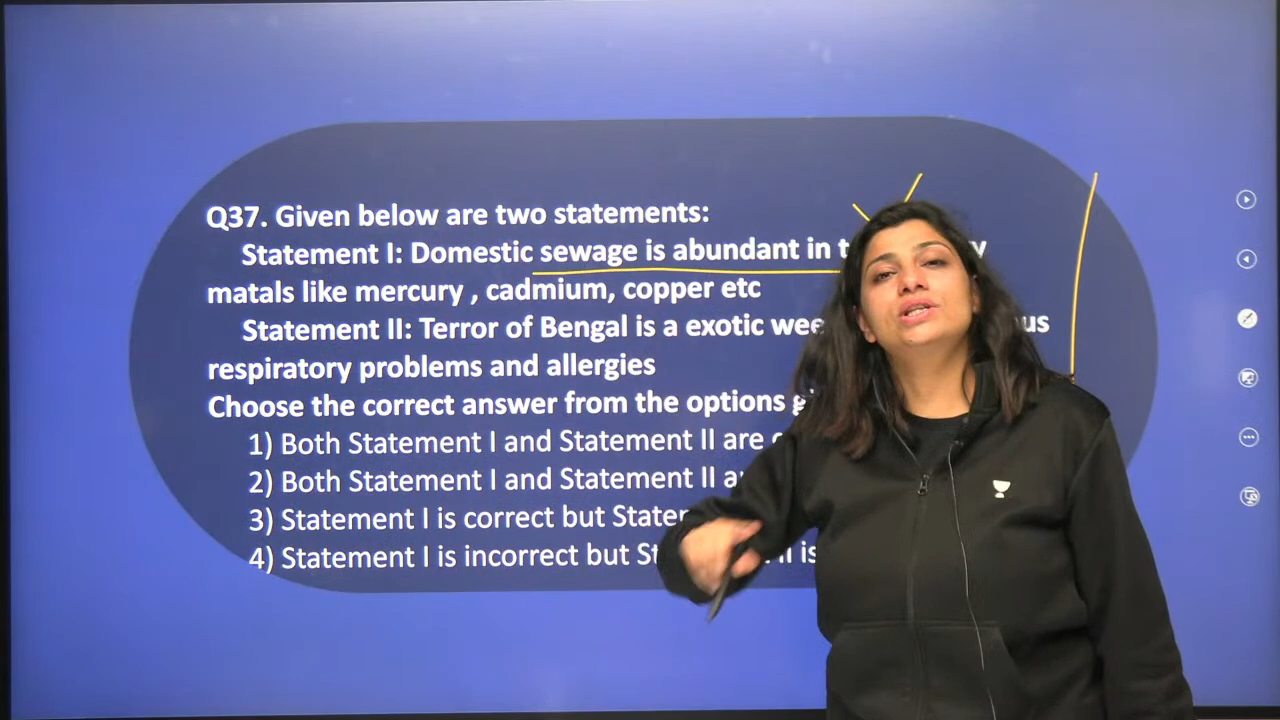 Q37. Given below are two statements:
Statement I: Domestic sewage is abundant in
matals like mercury , cadmium, copper etc
Statement II: Terror of Bengal is a exotic
respiratory problems and allergies
Choose the correct answer from the options
1) Both Statement I and Statement II are
2) Both Statement I and Statement II
3) Statement I is correct but
4) Statement I is incorrect but II is